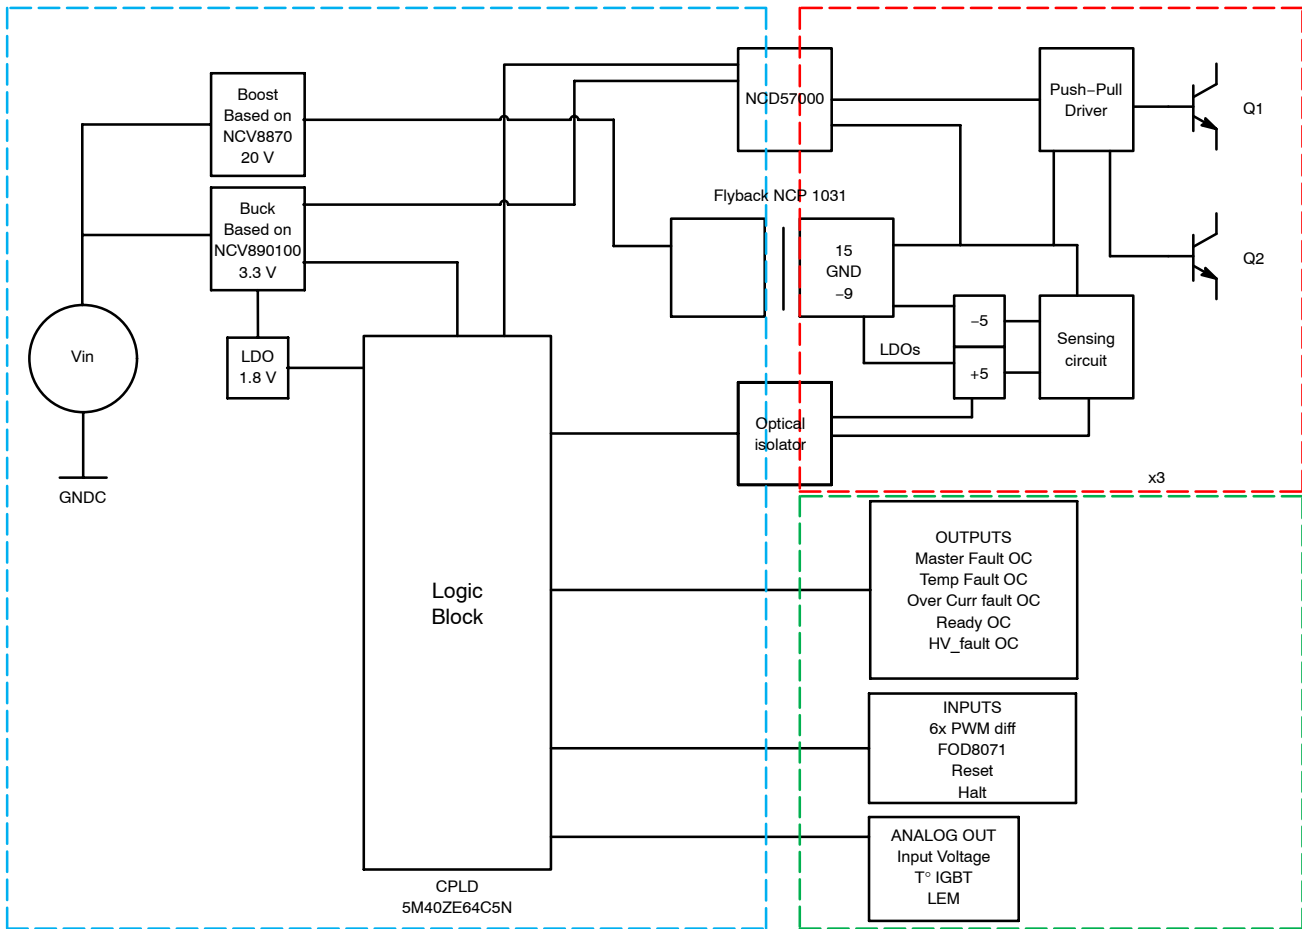 Boost
Based on
NCV8870
20 V
Buck
Based on
NCV890100
3.3 V
LDO
1.8 V
Vin
GNDC
Logic
Block
CPLD
5M40ZE64C5N
NCD57000
Flyback NCP 1031
15
GND
−9
LDOs
−5
+5
Optical
isolator
Push−Pull
Driver
Q1
Q2
Sensing
circuit
x3
OUTPUTS
Master Fault OC
Temp Fault OC
Over Curr fault OC
Ready OC
HV_fault OC
INPUTS
6x PWM diff
FOD8071
Reset
Halt
ANALOG OUT
Input Voltage
T° IGBT
LEM